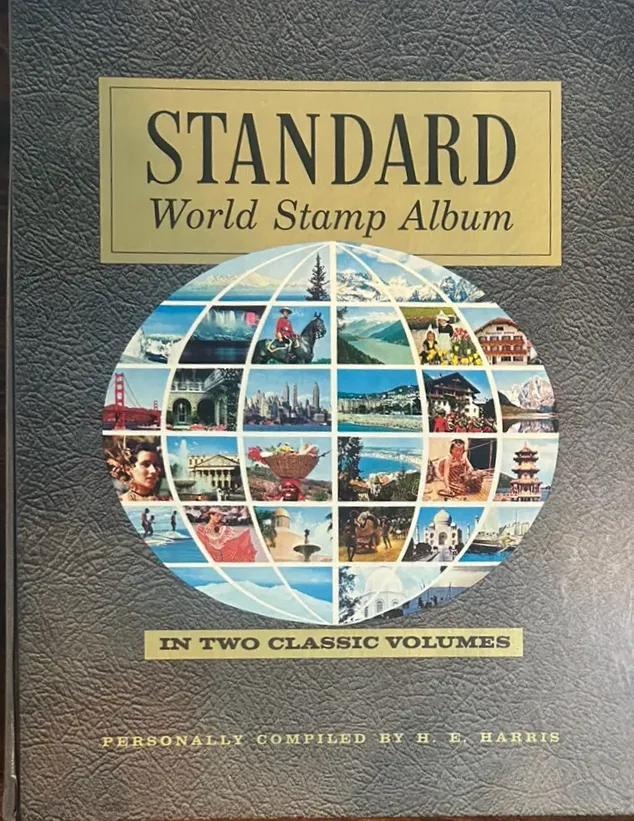 STANDARD
World Stamp Album
IN TWO CLASSIC VOLUMES
PERSONALLY COMPILED BY H. E. HARRIS